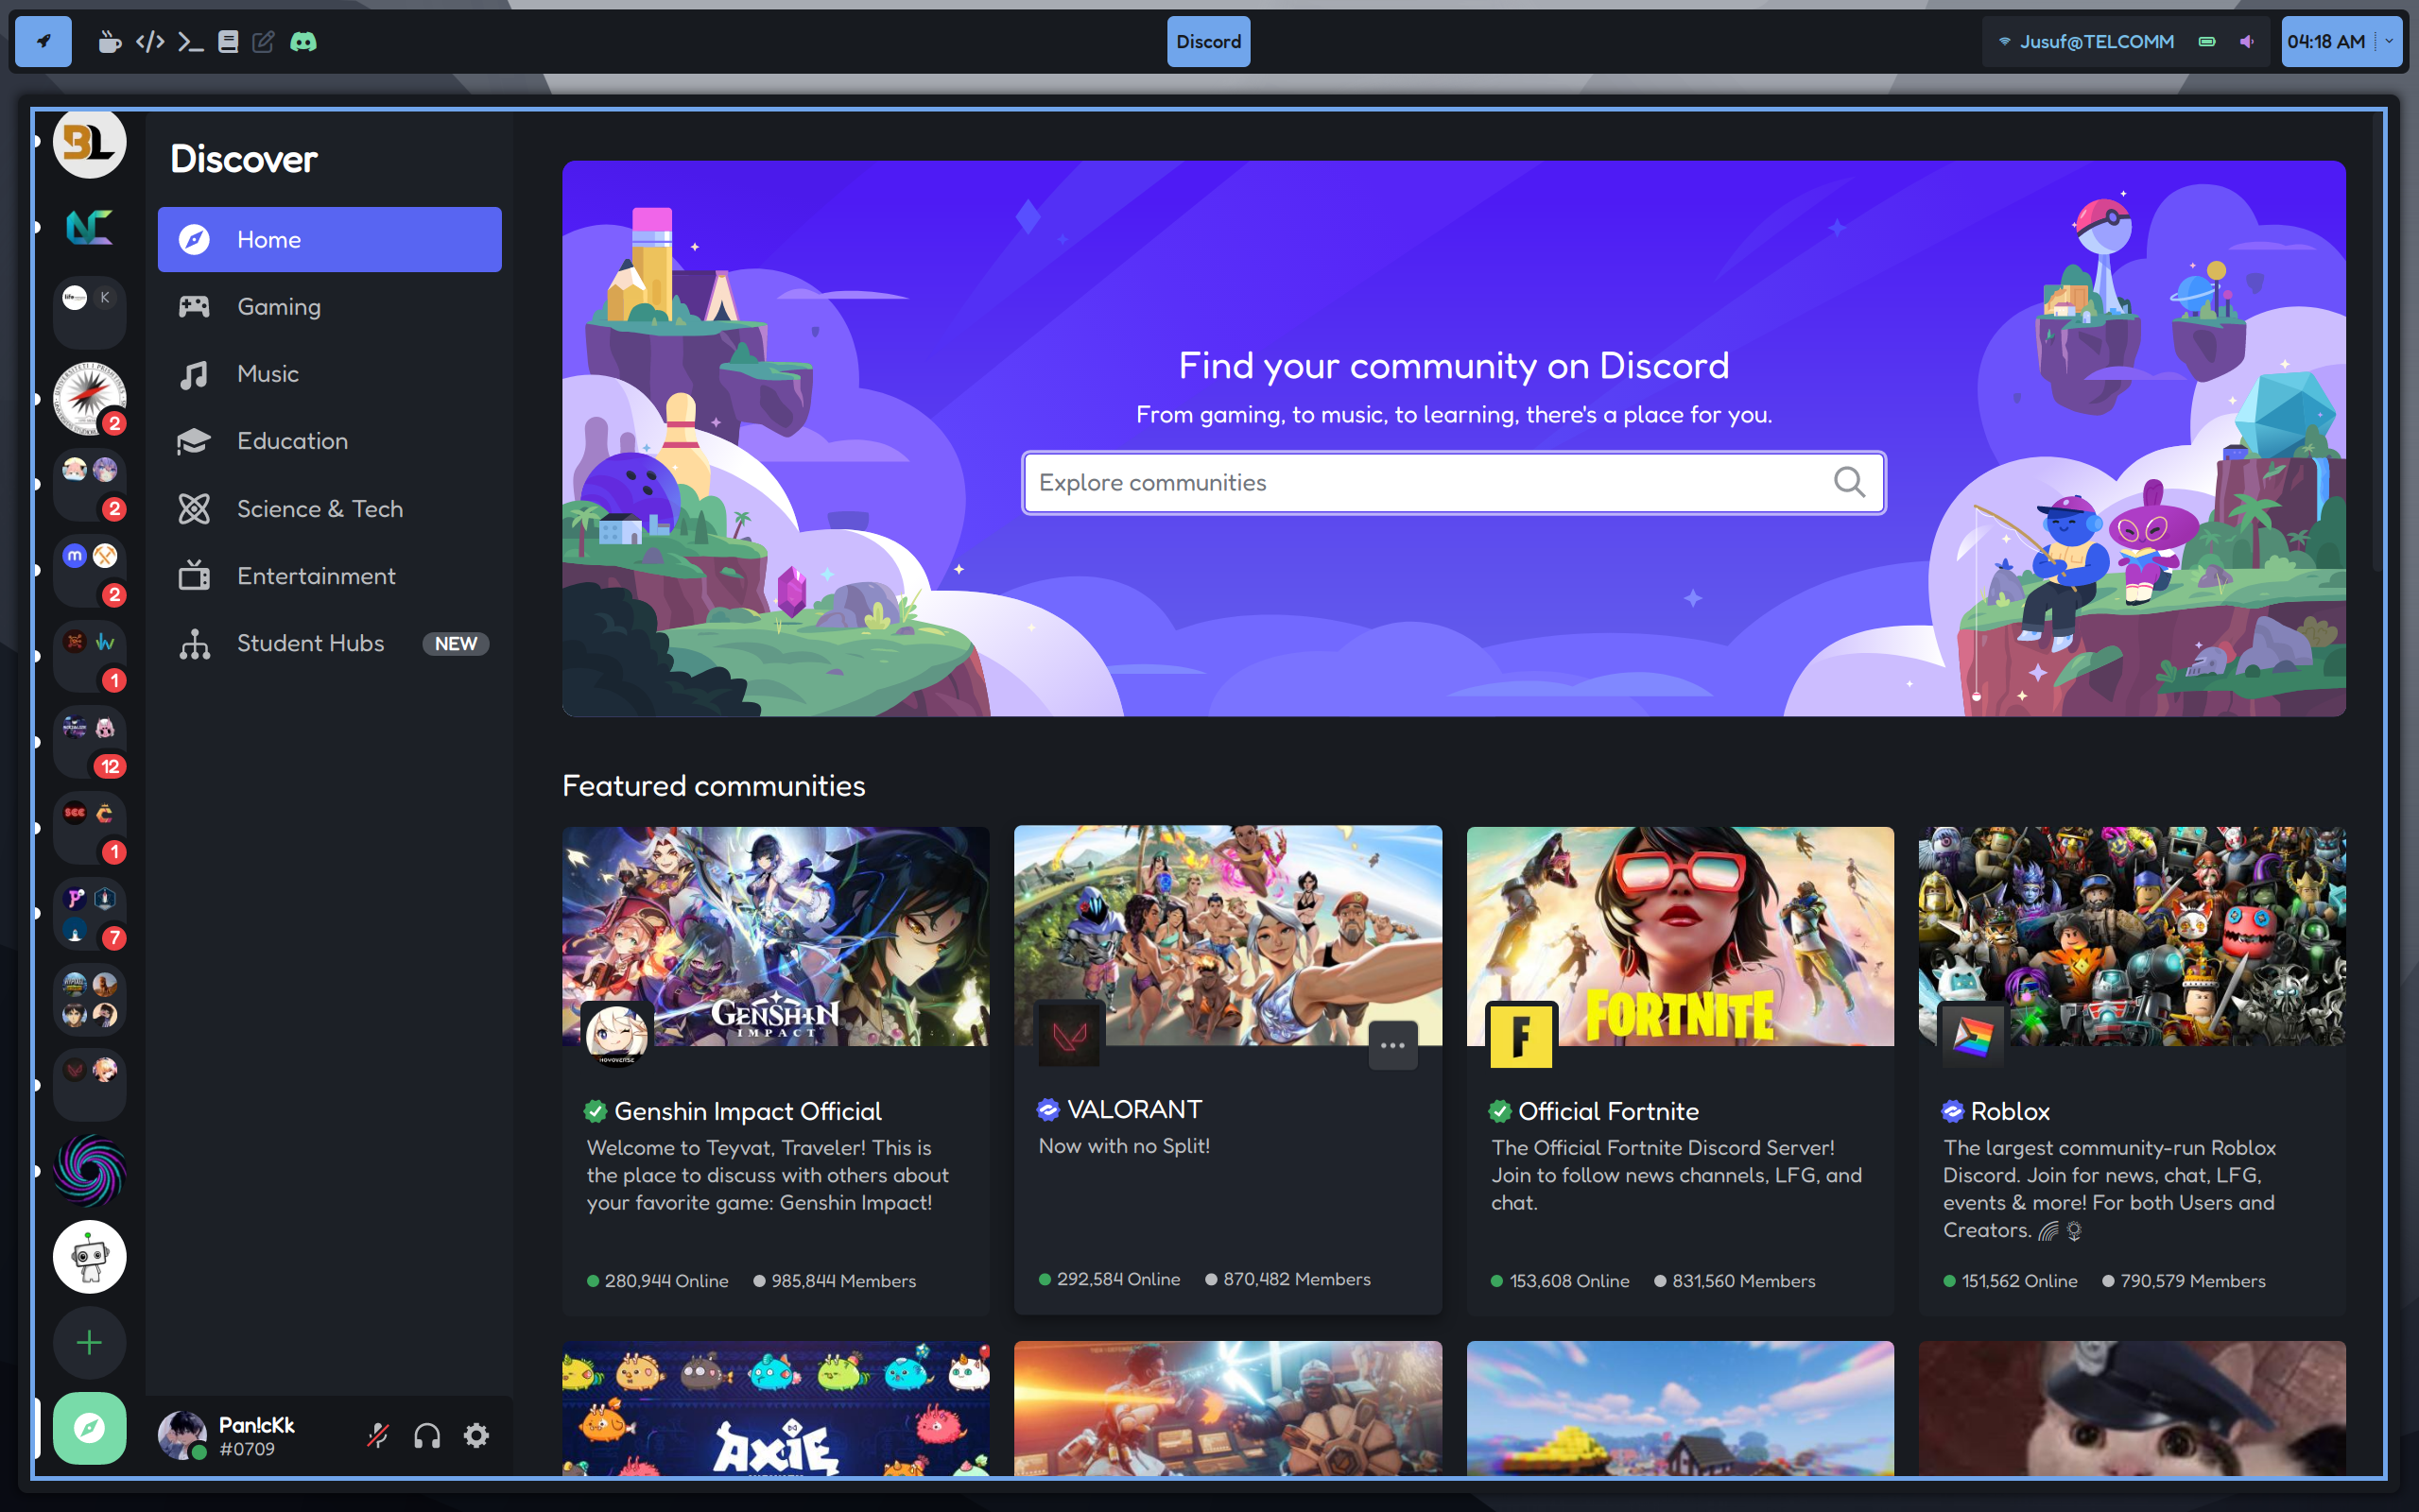 Discord
Jusuf@TELCOMM
04:18 AM
BL
NC
life
K
2
2
m
2
1
12
SCC
1
7
Discover
Home
Gaming
Music
Education
Science & Tech
Entertainment
Student Hubs
NEW
Pan!cKk
#0709
Find your community on Discord
From gaming, to music, to learning, there's a place for you.
Explore communities
Featured communities
GENSHIN
IMPACT
HOYOVERSE
Genshin Impact Official
Welcome to Teyvat, Traveler! This is
the place to discuss with others about
your favorite game: Genshin Impact!
280,944 Online
985,844 Members
VALORANT
Now with no Split!
292,584 Online
870,482 Members
FORTNITE
F
Official Fortnite
The Official Fortnite Discord Server!
Join to follow news channels, LFG, and
chat.
153,608 Online
831,560 Members
Roblox
The largest community-run Roblox
Discord. Join for news, chat, LFG,
events & more! For both Users and
Creators.
151,562 Online
790,579 Members
AXIE